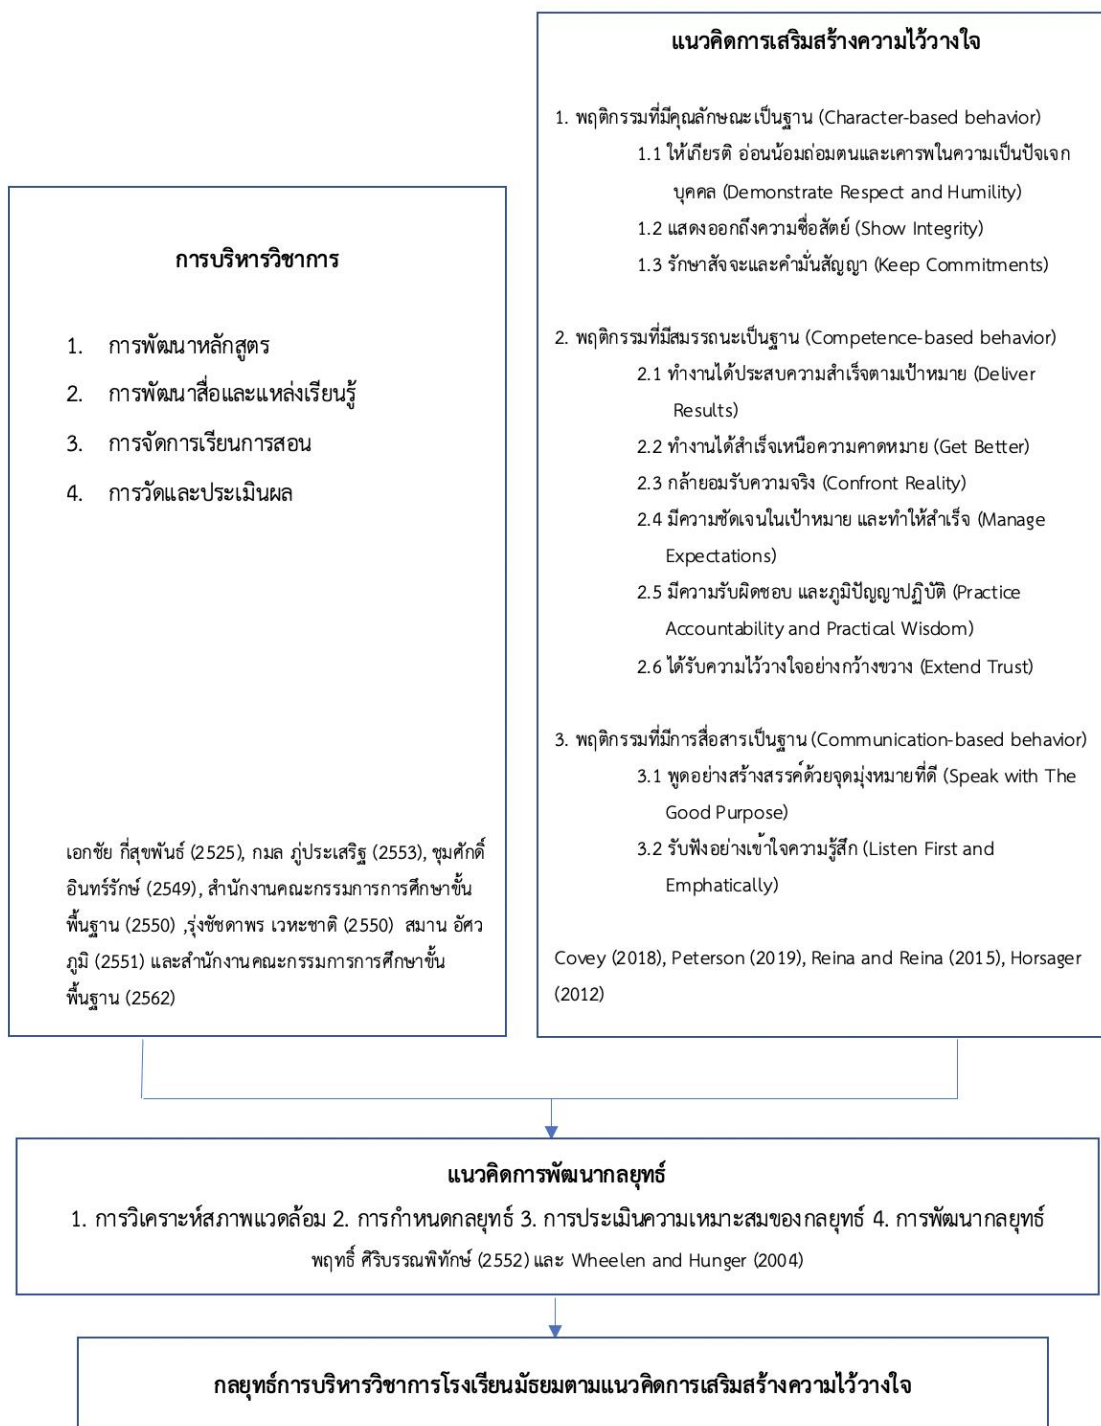 แนวคิดการเสริมสร้างความไว้วางใจ
1. พฤติกรรมที่มีคุณลักษณะเป็นฐาน (Character-based behavior)
1.1 ให้เกียรติ อ่อนน้อมถ่อมตนและเคารพในความเป็นปัจเจก
บุคคล (Demonstrate Respect and Humility)
1.2 แสดงออกถึงความซื่อสัตย์ (Show Integrity)
1.3 รักษาสัจจะและคำมั่นสัญญา (Keep Commitments)
2. พฤติกรรมที่มีสมรรถนะเป็นฐาน (Competence-based behavior)
2.1 ทำงานได้ประสบความสำเร็จตามเป้าหมาย (Deliver
Results)
2.2 ทำงานได้สำเร็จเหนือความคาดหมาย (Get Better)
2.3 กล้ายอมรับความจริง (Confront Reality)
2.4 มีความชัดเจนในเป้าหมาย และทำให้สำเร็จ (Manage
Expectations)
2.5 มีความรับผิดชอบ และภูมิปัญญาปฏิบัติ (Practice
Accountability and Practical Wisdom)
2.6 ได้รับความไว้วางใจอย่างกว้างขวาง (Extend Trust)
3. พฤติกรรมที่มีการสื่อสารเป็นฐาน (Communication-based behavior)
3.1 พูดอย่างสร้างสรรค์ด้วยจุดมุ่งหมายที่ดี (Speak with The
Good Purpose)
3.2 รับฟังอย่างเข้าใจความรู้สึก (Listen First and
Emphatically)
Covey (2018), Peterson (2019), Reina and Reina (2015), Horsager
(2012)
การบริหารวิชาการ
1. การพัฒนาหลักสูตร
2. การพัฒนาสื่อและแหล่งเรียนรู้
3. การจัดการเรียนการสอน
4. การวัดและประเมินผล
เอกชัย กี่สุขพันธ์ (2525), กมล ภู่ประเสริฐ (2553), ชุมศักดิ์
อินทร์รักษ์ (2549), สำนักงานคณะกรรมการการศึกษาขั้น
พื้นฐาน (2550) ,รุ่งชัชดาพร เวหะชาติ (2550) สมาน อัศว
ภูมิ (2551) และสำนักงานคณะกรรมการการศึกษาขั้น
พื้นฐาน (2562)
แนวคิดการพัฒนากลยุทธ์
1. การวิเคราะห์สภาพแวดล้อม 2. การกำหนดกลยุทธ์ 3. การประเมินความเหมาะสมของกลยุทธ์ 4. การพัฒนากลยุทธ์
พฤทธิ์ ศิริบรรณพิทักษ์ (2552) และ Wheelen and Hunger (2004)
กลยุทธ์การบริหารวิชาการโรงเรียนมัธยมตามแนวคิดการเสริมสร้างความไว้วางใจ